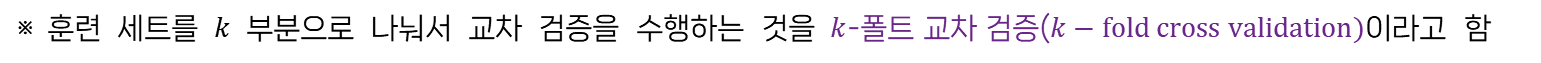 ※ 훈련 세트를 k 부분으로 나눠서 교차 검증을 수행하는 것을 k-폴트 교차 검증(k − fold cross validation)이라고 함